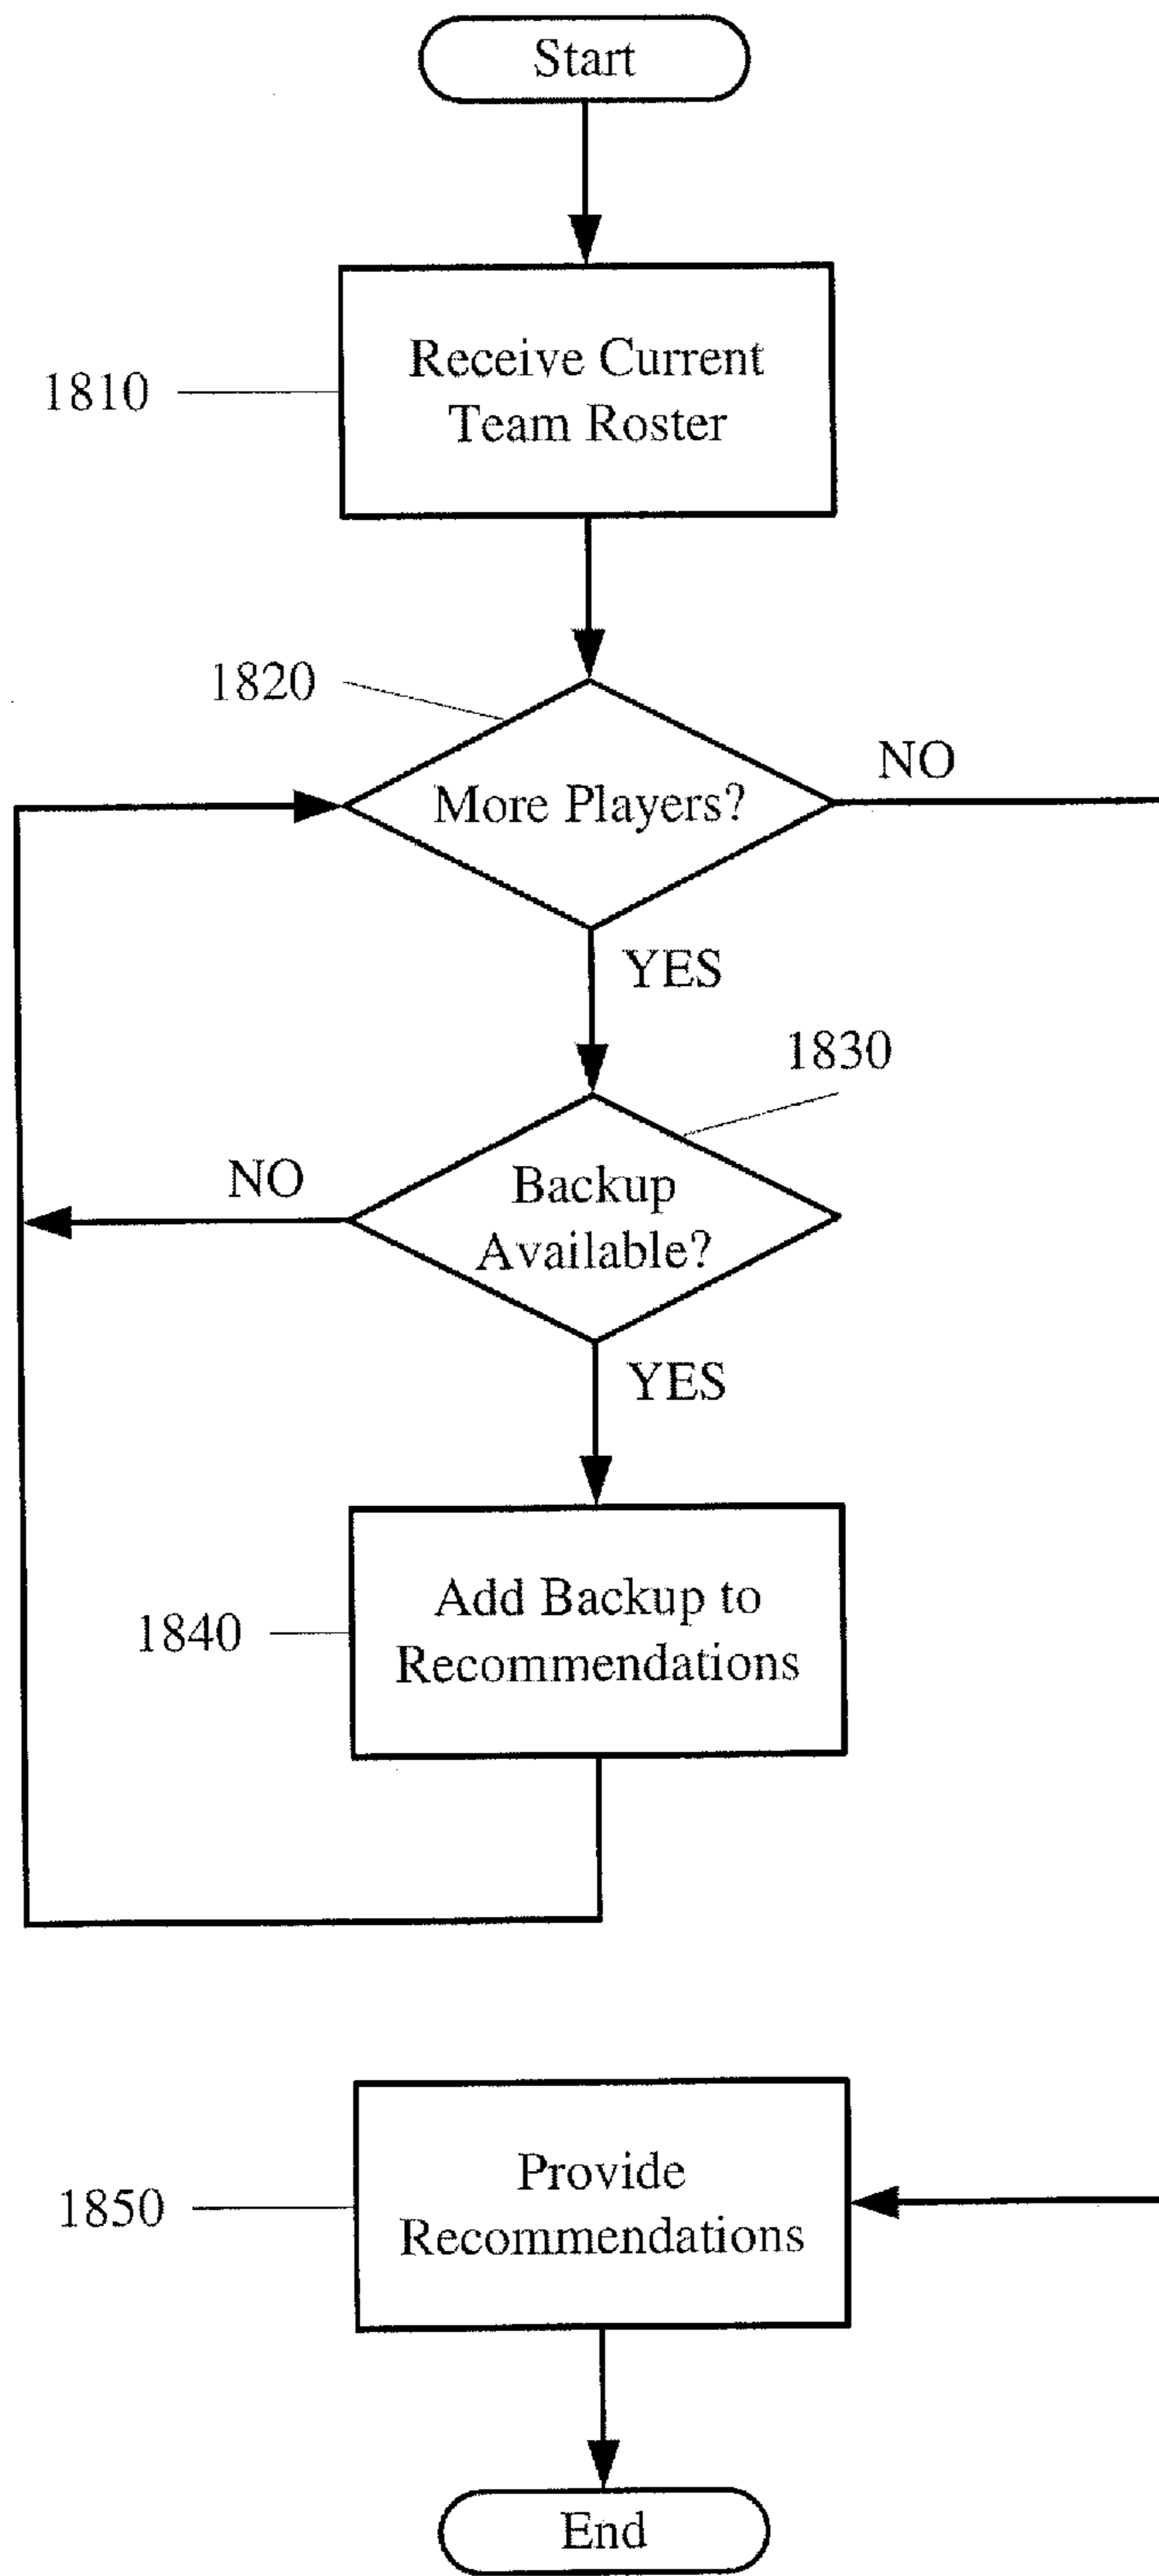 Start
Receive Current
Team Roster
1810
1820
More Players?
NO
YES
1830
NO
Backup
Available?
YES
Add Backup to
Recommendations
1840
Provide
Recommendations
1850
End